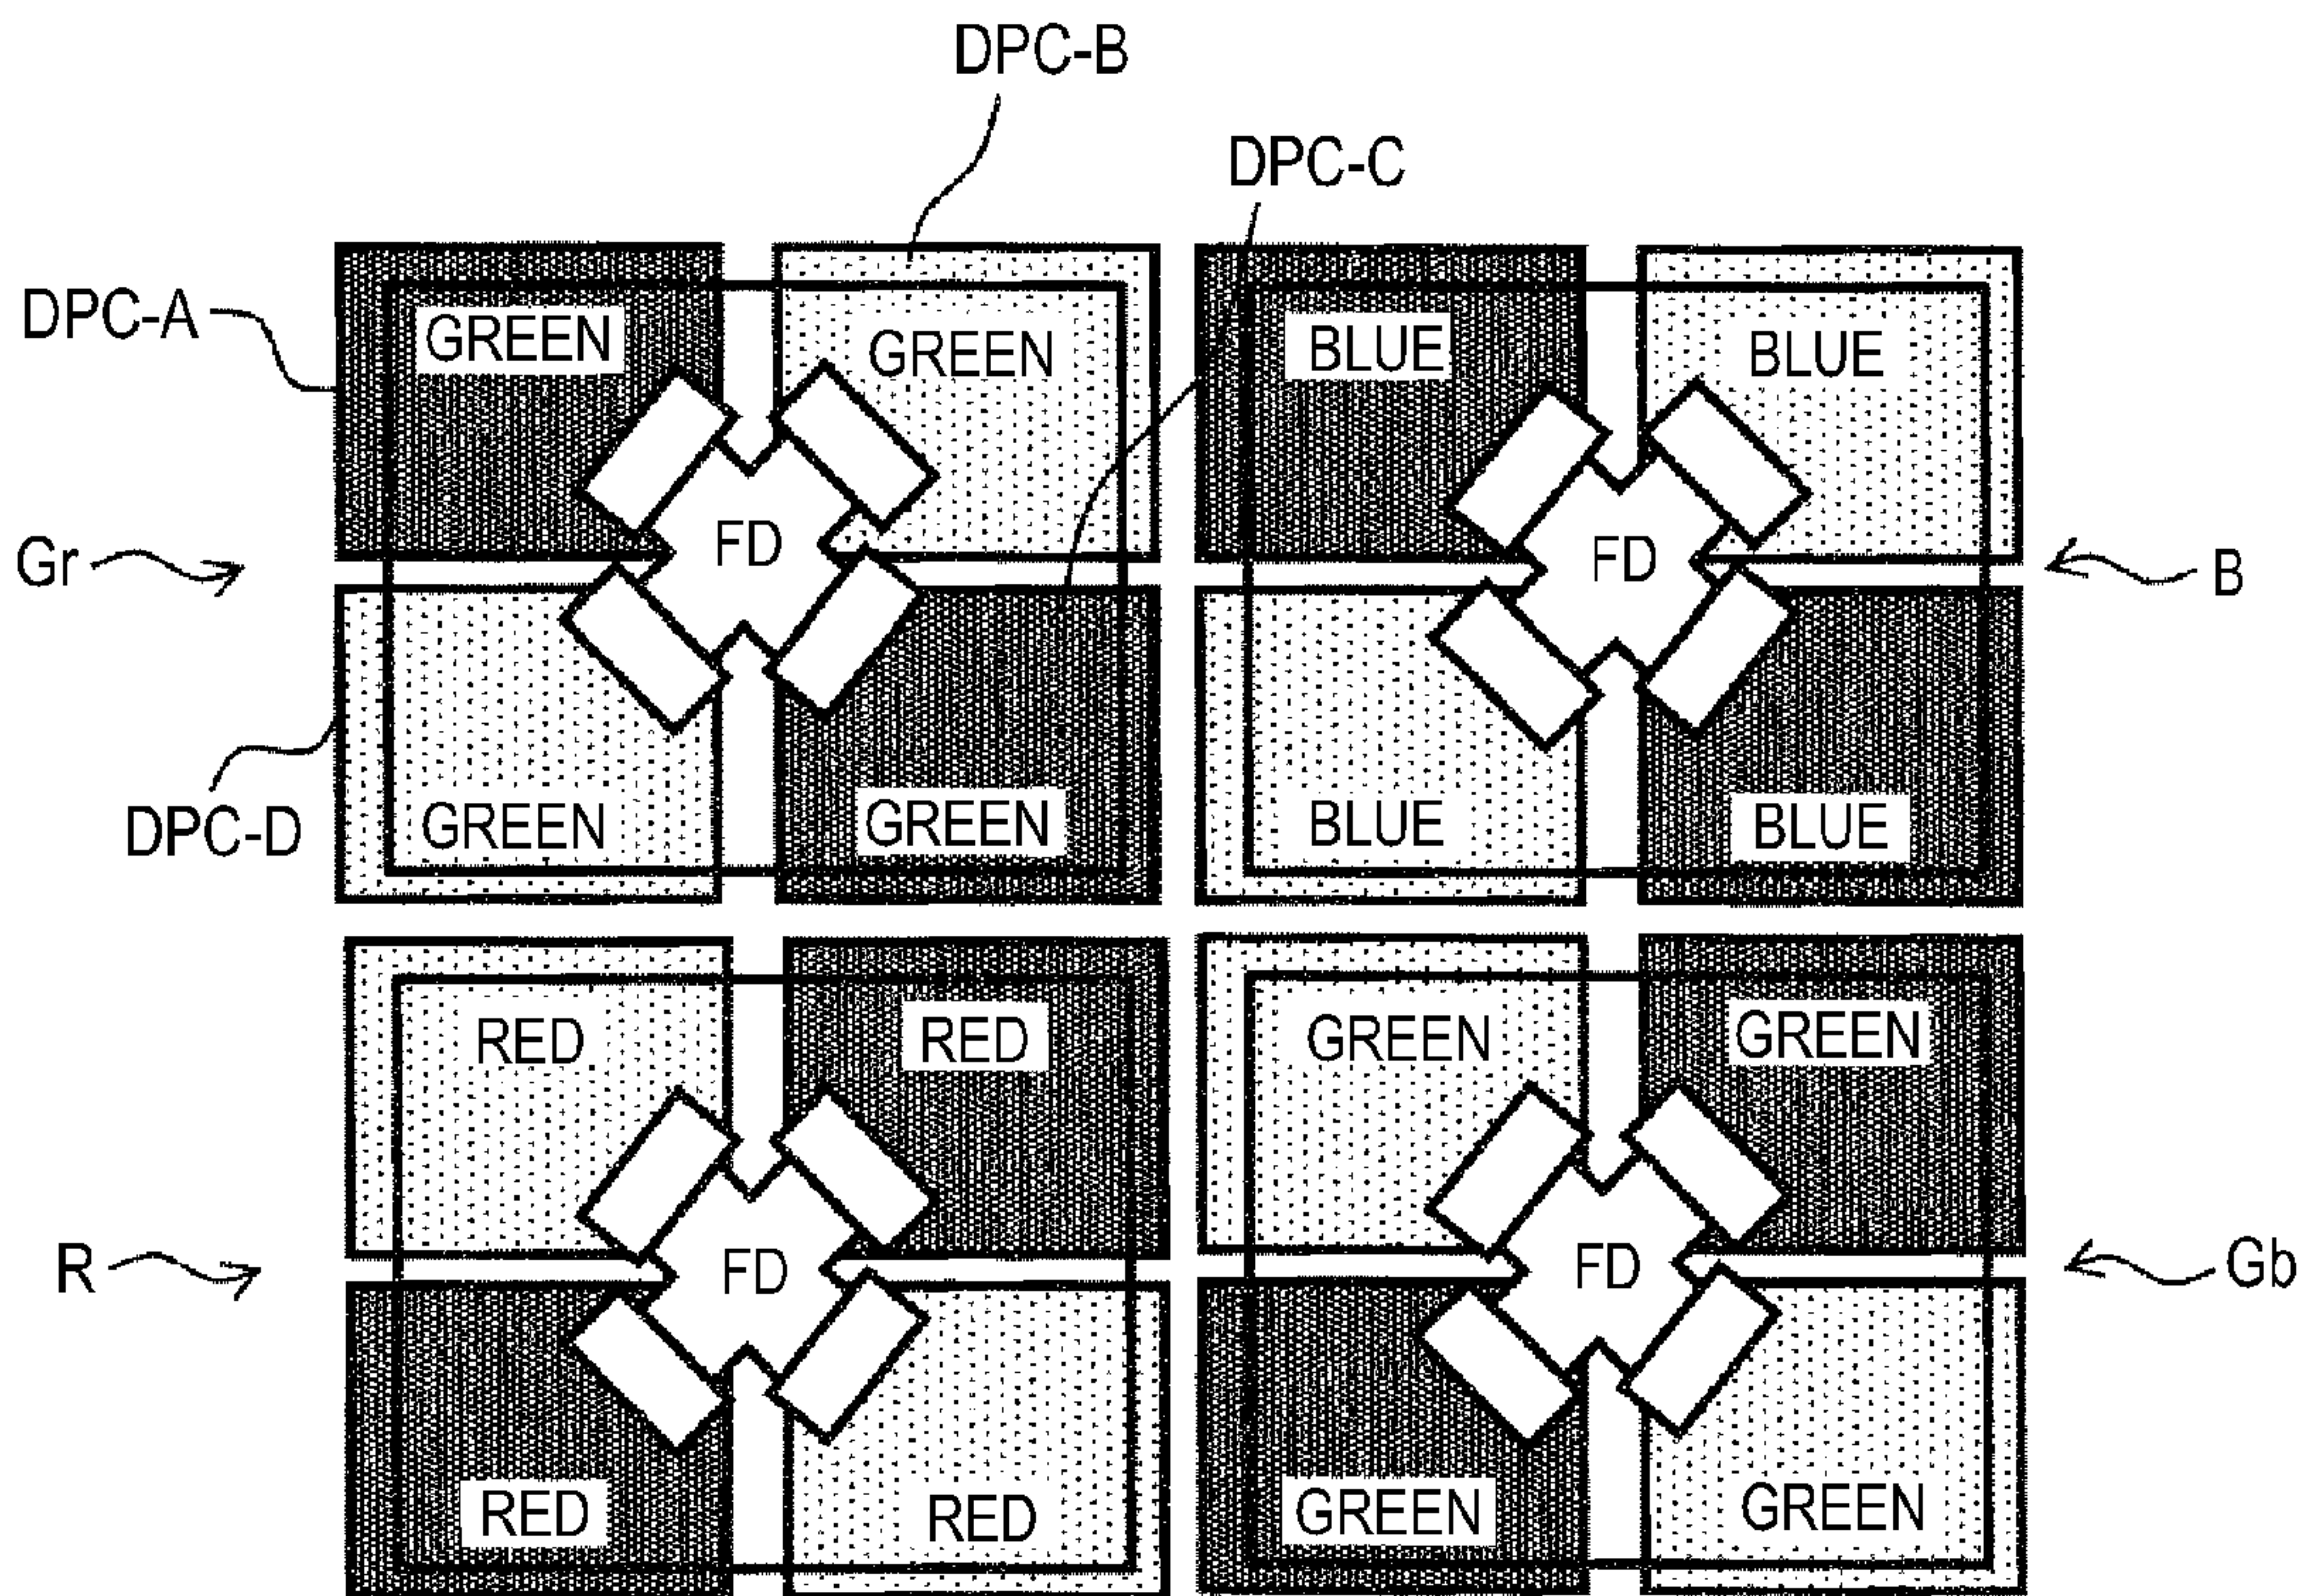 DPC-B
DPC-C
DPC-A
GREEN
GREEN
BLUE
BLUE
Gr
FD
FD
B
DPC-D
GREEN
GREEN
BLUE
BLUE
RED
RED
GREEN
GREEN
R
FD
FD
Gb
RED
RED
GREEN
GREEN